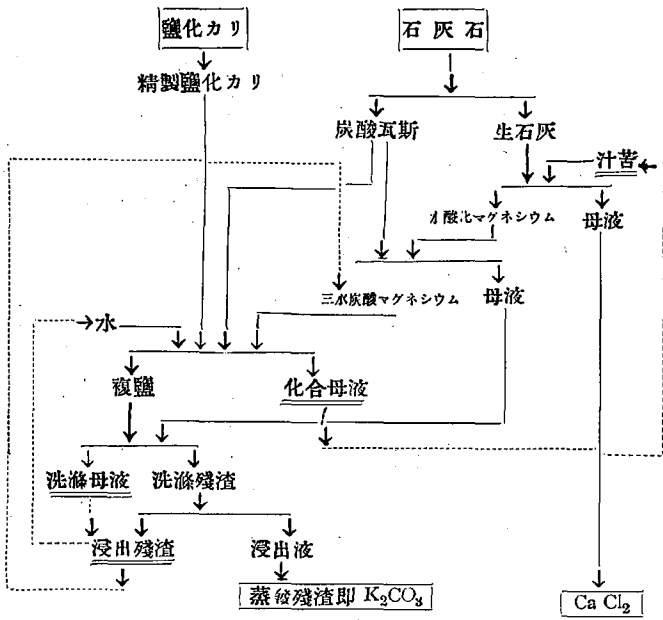 鹽化カリ
石灰石
精製鹽化カリ
炭酸瓦斯
生石灰
汁苦
水酸化マグネシウム
母液
三水炭酸マグネシウム
母液
水
複鹽
化合母液
洗滌母液
洗滌殘渣
浸出殘渣
浸出液
蒸發殘渣即 K₂CO₃
Ca Cl₂